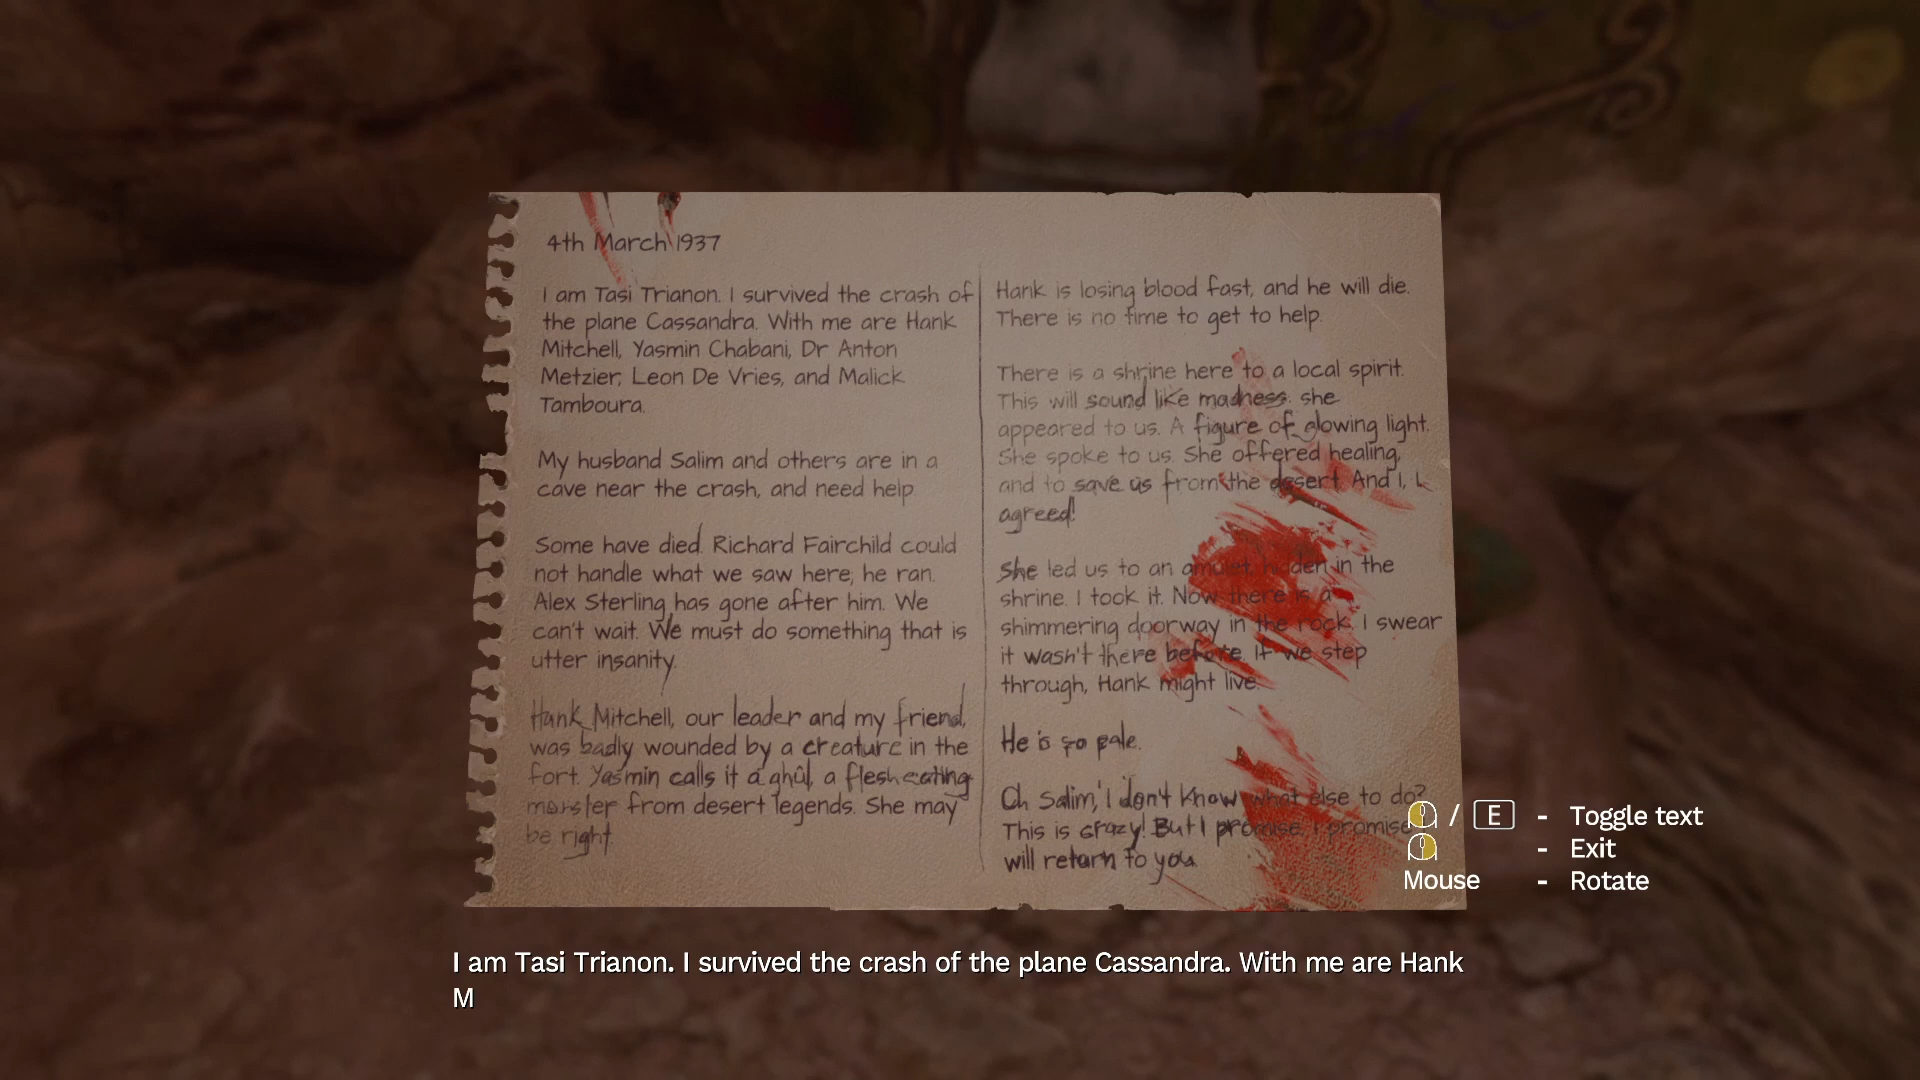 4th March 1937
I am Tasi Trianon. I survived the crash of
the plane Cassandra. With me are Hank
Mitchell, Yasmin Chabani, Dr Anton
Metzier, Leon De Vries, and Malick
Tamboura.
My husband Salim and others are in a
cave near the crash, and need help.
Some have died. Richard Fairchild could
not handle what we saw here, he ran.
Alex Sterling has gone after him. We
can't wait. We must do something that is
utter insanity.
Hank Mitchell, our leader and my friend,
was badly wounded by a creature in the
fort. Yasmin calls it a ghūl, a flesh-eating
monster from desert legends. She may
be right.
Hank is losing blood fast, and he will die.
There is no time to get to help.
There is a shrine here to a local spirit.
This will sound like madness: she
appeared to us. A figure of glowing light.
She spoke to us. She offered healing,
and to save us from the desert. And I, I,
agreed!
She led us to an amulet, hidden in the
shrine. I took it. Now there is a
shimmering doorway in the rock. I swear
it wasn't there before. If we step
through, Hank might live.
He is so pale.
Oh Salim, I don't know what else to do?
This is crazy! But I promise, I promise
will return to you.
/ E - Toggle text
- Exit
Mouse - Rotate
I am Tasi Trianon. I survived the crash of the plane Cassandra. With me are Hank
M